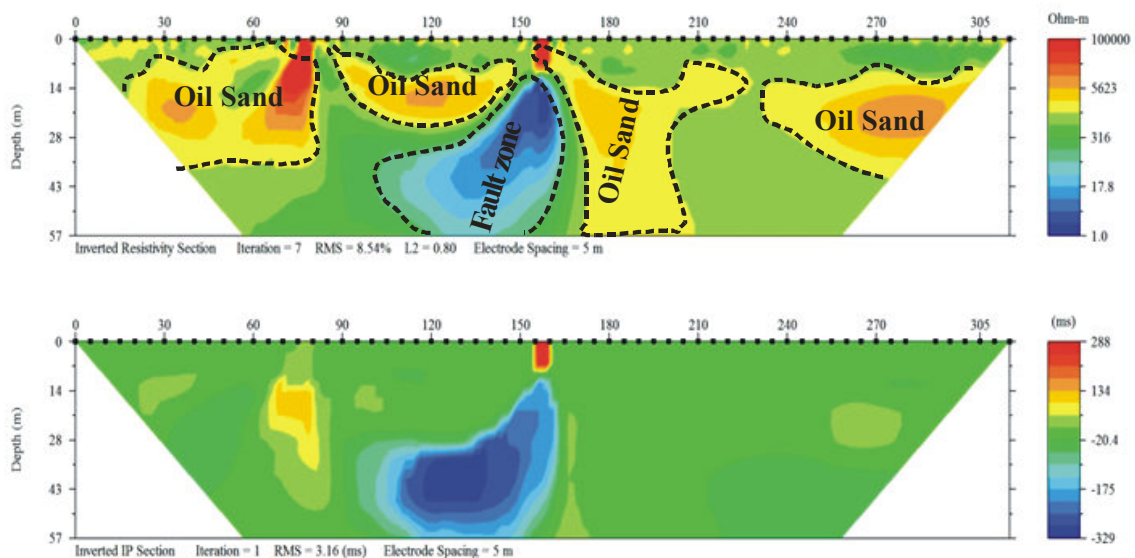 0 30 60 90 120 150 180 210 240 270 305 Ohm-m
Depth (m)
0
14
28
43
57
Oil Sand
Oil Sand
Fault zone
Oil Sand
Oil Sand
100000
5623
316
17.8
1.0
Inverted Resistivity Section Iteration = 7 RMS = 8.54% L2 = 0.80 Electrode Spacing = 5 m
0 30 60 90 120 150 180 210 240 270 305 (ms)
Depth (m)
0
14
28
43
57
288
134
-20.4
-175
-329
Inverted IP Section Iteration = 1 RMS = 3.16 (ms) Electrode Spacing = 5 m